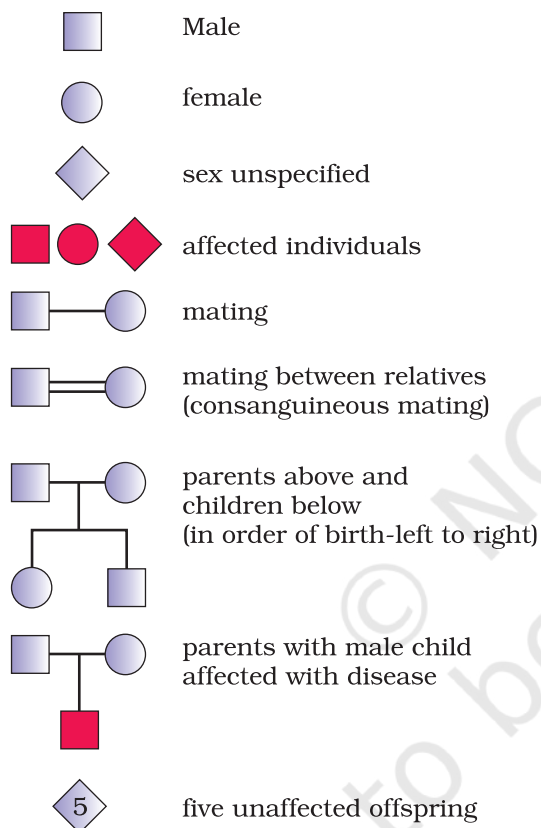 Male
female
sex unspecified
affected individuals
mating
mating between relatives
(consanguineous mating)
parents above and
children below
(in order of birth-left to right)
parents with male child
affected with disease
5 five unaffected offspring